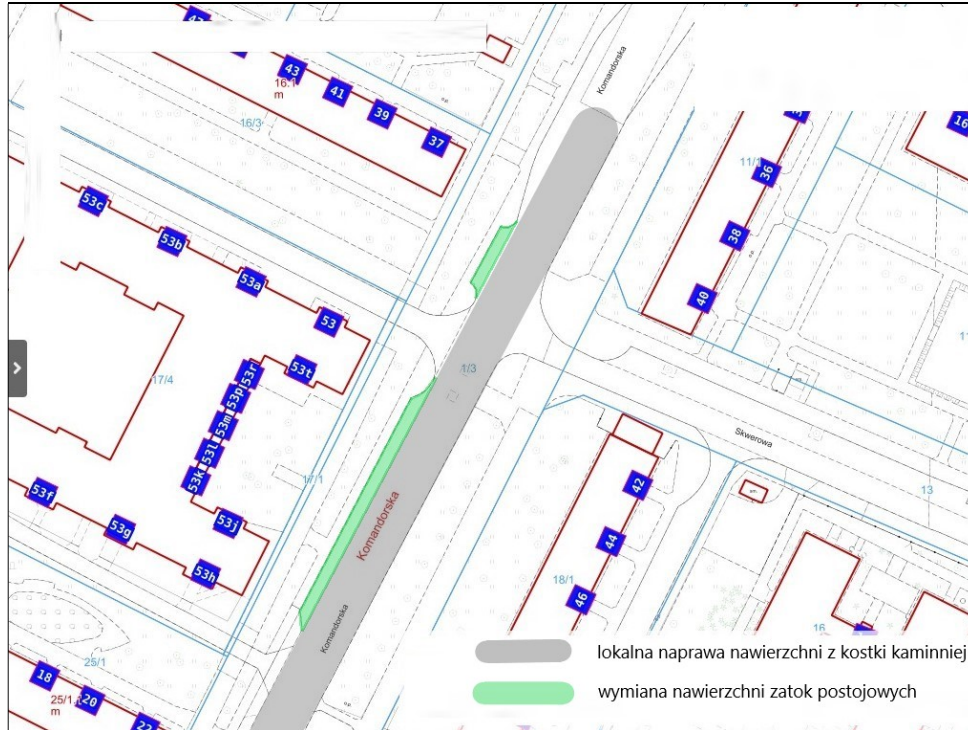 43
41
39
37
16.1
m
16/3
Komandorska
36
38
40
16
53c
53b
53a
53
53t
53r
53p
53m
53l
53k
53j
53f
53g
53h
17/4
17/1
1/3
Skwerowa
13
42
44
46
18/1
16
Komandorska
Komandorska
25/1
18
20
22
25/1
m
lokalna naprawa nawierzchni z kostki kaminniej
wymiana nawierzchni zatok postojowych